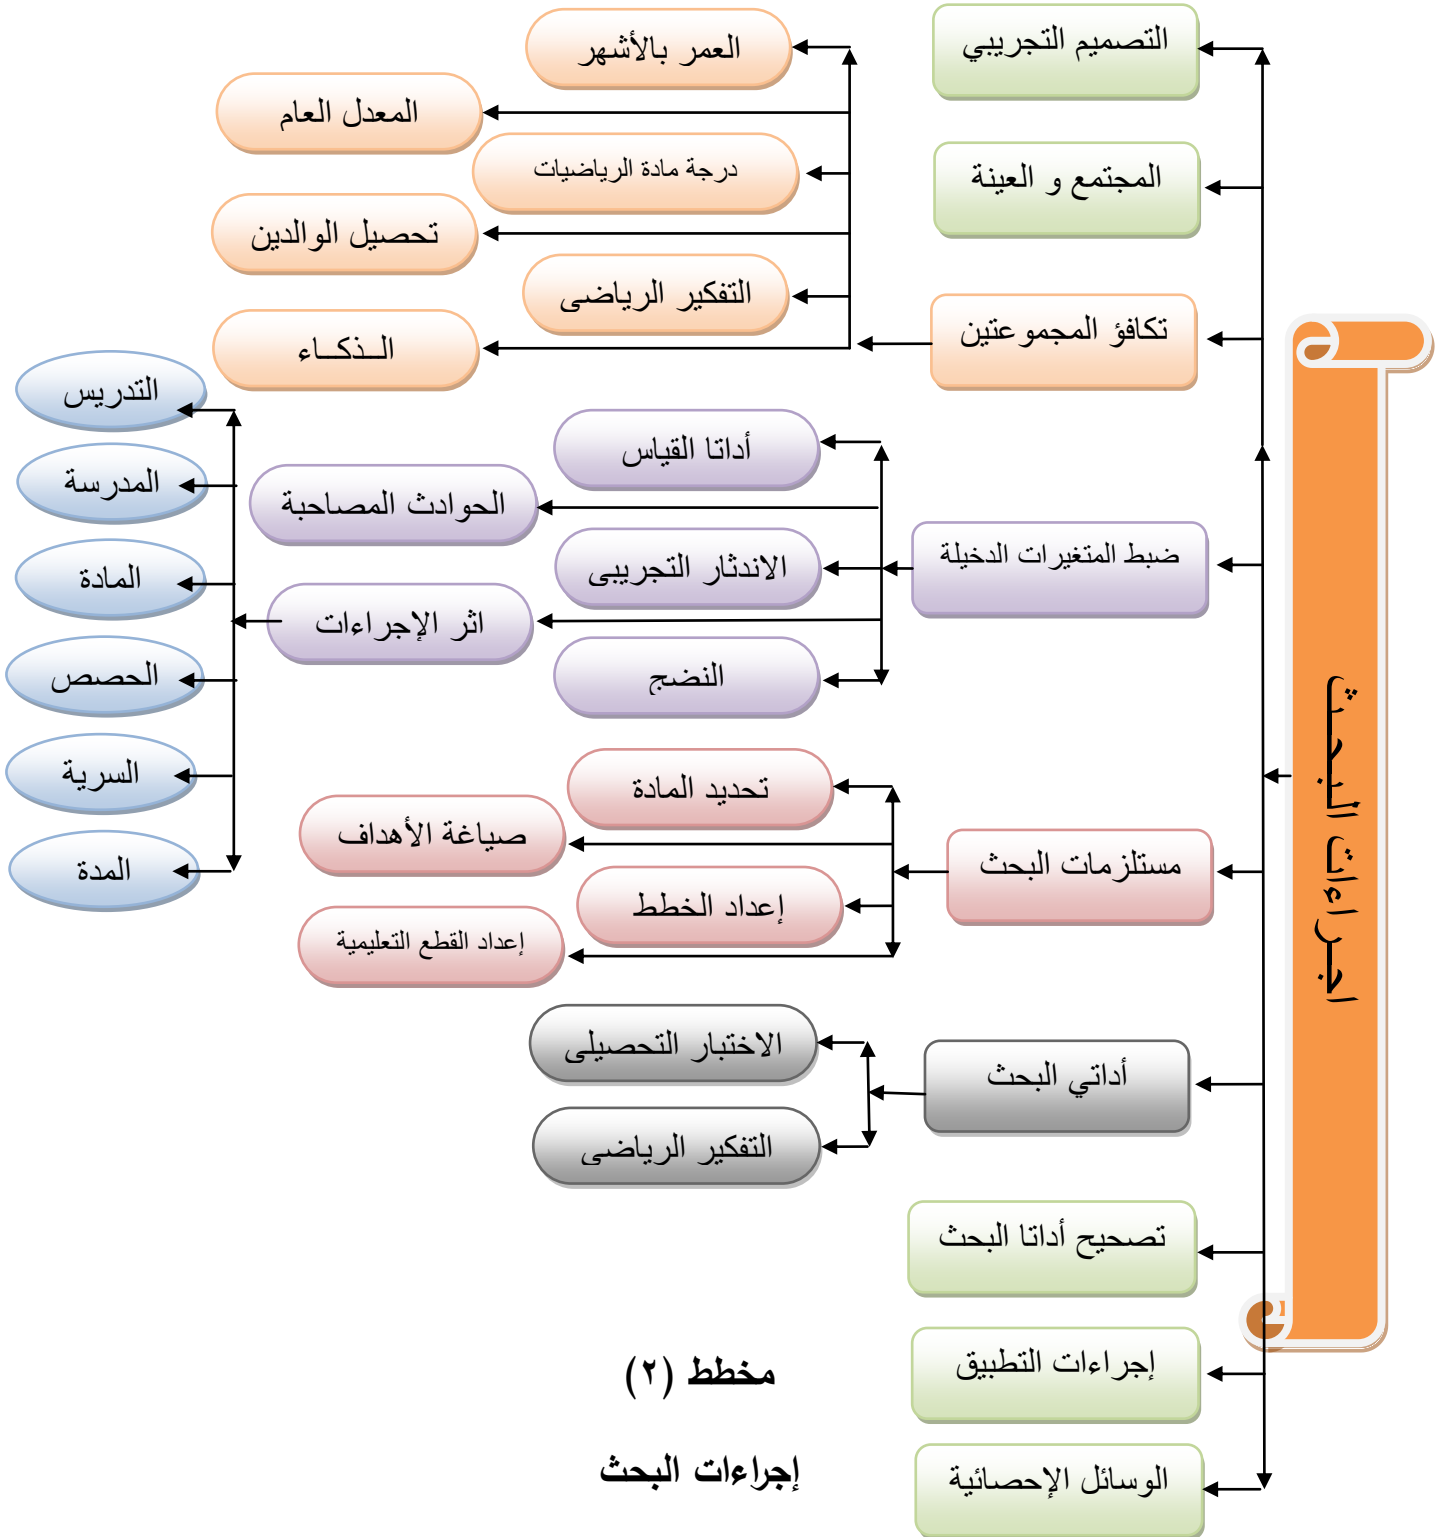 اجراءات البحث
التصميم التجريبي
المجتمع و العينة
تكافؤ المجموعتين
العمر بالأشهر
المعدل العام
درجة مادة الرياضيات
تحصيل الوالدين
التفكير الرياضي
الـذكــاء
ضبط المتغيرات الدخيلة
أداتا القياس
الحوادث المصاحبة
الاندثار التجريبي
اثر الإجراءات
النضج
التدريس
المدرسة
المادة
الحصص
السرية
المدة
مستلزمات البحث
تحديد المادة
صياغة الأهداف
إعداد الخطط
إعداد القطع التعليمية
أداتي البحث
الاختبار التحصيلي
التفكير الرياضي
تصحيح أداتا البحث
إجراءات التطبيق
الوسائل الإحصائية
مخطط (٢)
إجراءات البحث